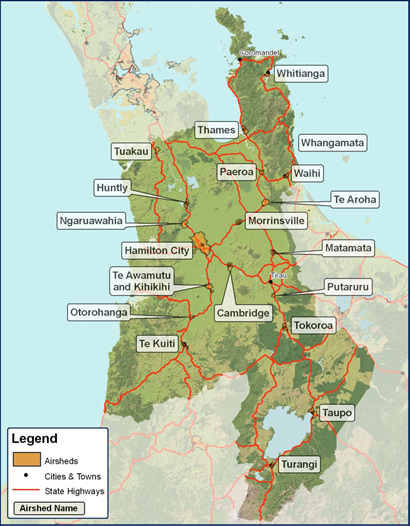 Coromandel
Whitianga
Thames
Whangamata
Tuakau
Paeroa
Waihi
Huntly
Te Aroha
Ngaruawahia
Morrinsville
Hamilton City
Matamata
Te Awamutu
and Kihikihi
Tirau
Putaruru
Otorohanga
Cambridge
Tokoroa
Te Kuiti
Taupo
Turangi
Legend
Airsheds
Cities & Towns
State Highways
Airshed Name